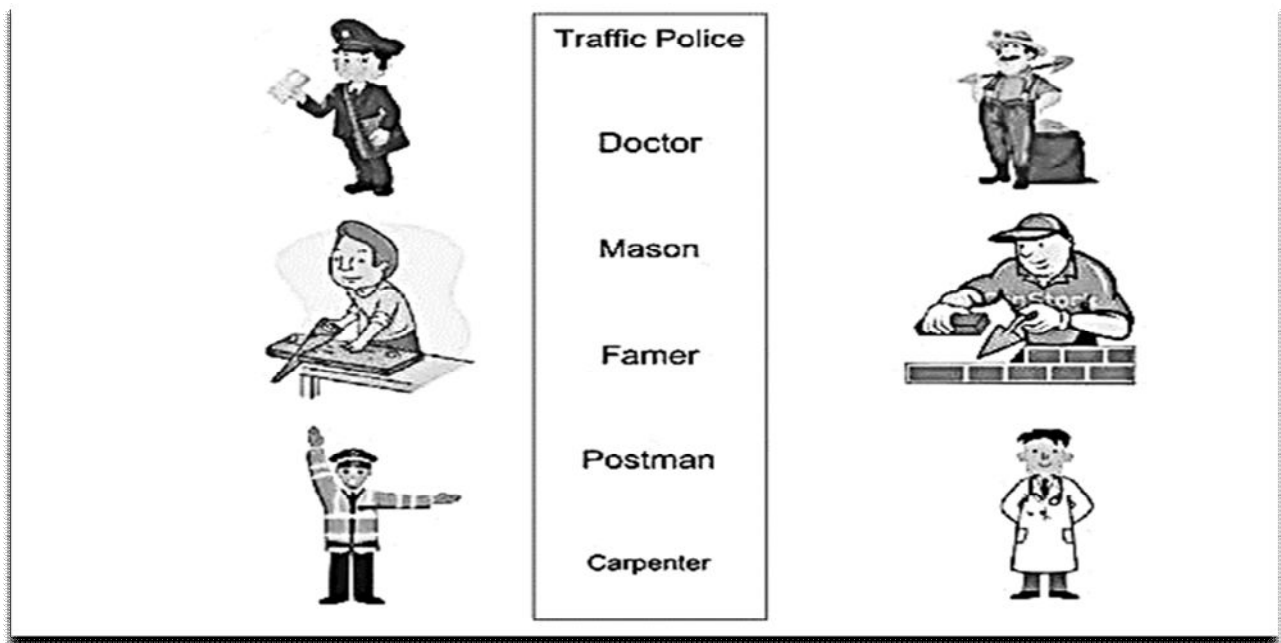 Traffic Police
Doctor
Mason
Famer
Postman
Carpenter